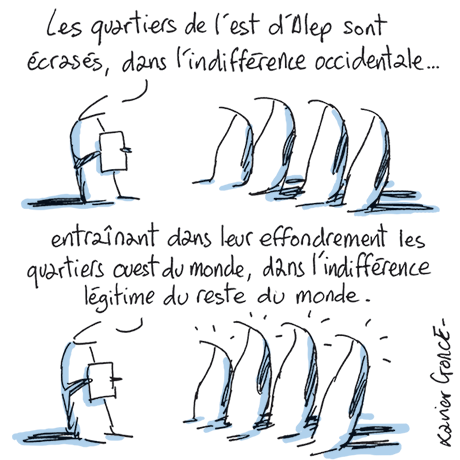 Les quartiers de l'est d'Alep sont
écrasés, dans l'indifférence occidentale...
entraînant dans leur effondrement les
quartiers ouest du monde, dans l'indifférence
légitime du reste du monde.
Xavier GORCE